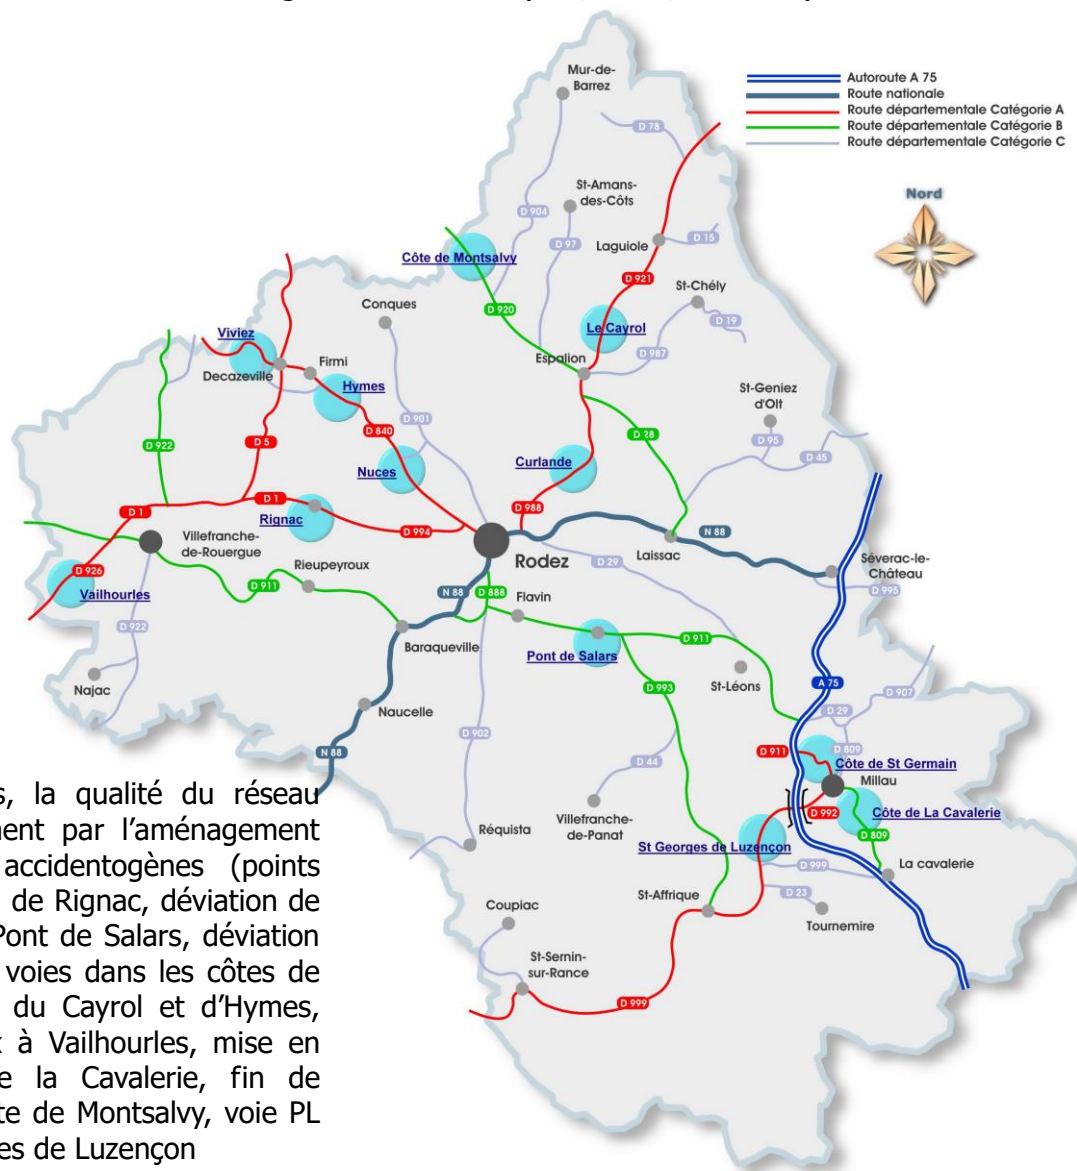 Autoroute A 75
Route nationale
Route départementale Catégorie A
Route départementale Catégorie B
Route départementale Catégorie C
Nord
Mur-de-
Barrez
D 78
St-Amans-
des-Côts
D 904
D 97
Laguiole
D 15
Côte de Montsalvy
D 921
St-Chély
Conques
D 920
D 19
Viviez
Le Cayrol
D 987
Decazeville
Firmi
Espalion
Hymes
St-Geniez
d'Olt
D 901
D 922
D 5
D 840
D 28
D 95
D 45
Nuces
Curlande
D 1
D 1
Rignac
D 994
D 988
N 88
Villefranche-
de-Rouergue
Rodez
Laissac
D 926
Rieupeyroux
D 29
Séverac-le-
Château
Vailhourles
D 911
N 88
D 888
Flavin
D 995
D 922
Baraqueville
Pont de Salars
D 911
Najac
D 993
St-Léons
A 75
D 907
Naucelle
D 29
D 902
N 88
D 44
D 911
D 809
Côte de St Germain
Millau
Villefranche-
de-Panat
D 992
Côte de La Cavalerie
Réquista
St Georges de Luzençon
D 809
D 999
La cavalerie
St-Affrique
D 23
Coupiac
Tournemire
St-Sernin-
sur-Rance
D 999
s, la qualité du réseau
ent par l'aménagement
accidentogènes (points
de Rignac, déviation de
Pont de Salars, déviation
voies dans les côtes de
du Cayrol et d'Hymes,
à Vailhourles, mise en
la Cavalerie, fin de
te de Montsalvy, voie PL
es de Luzençon